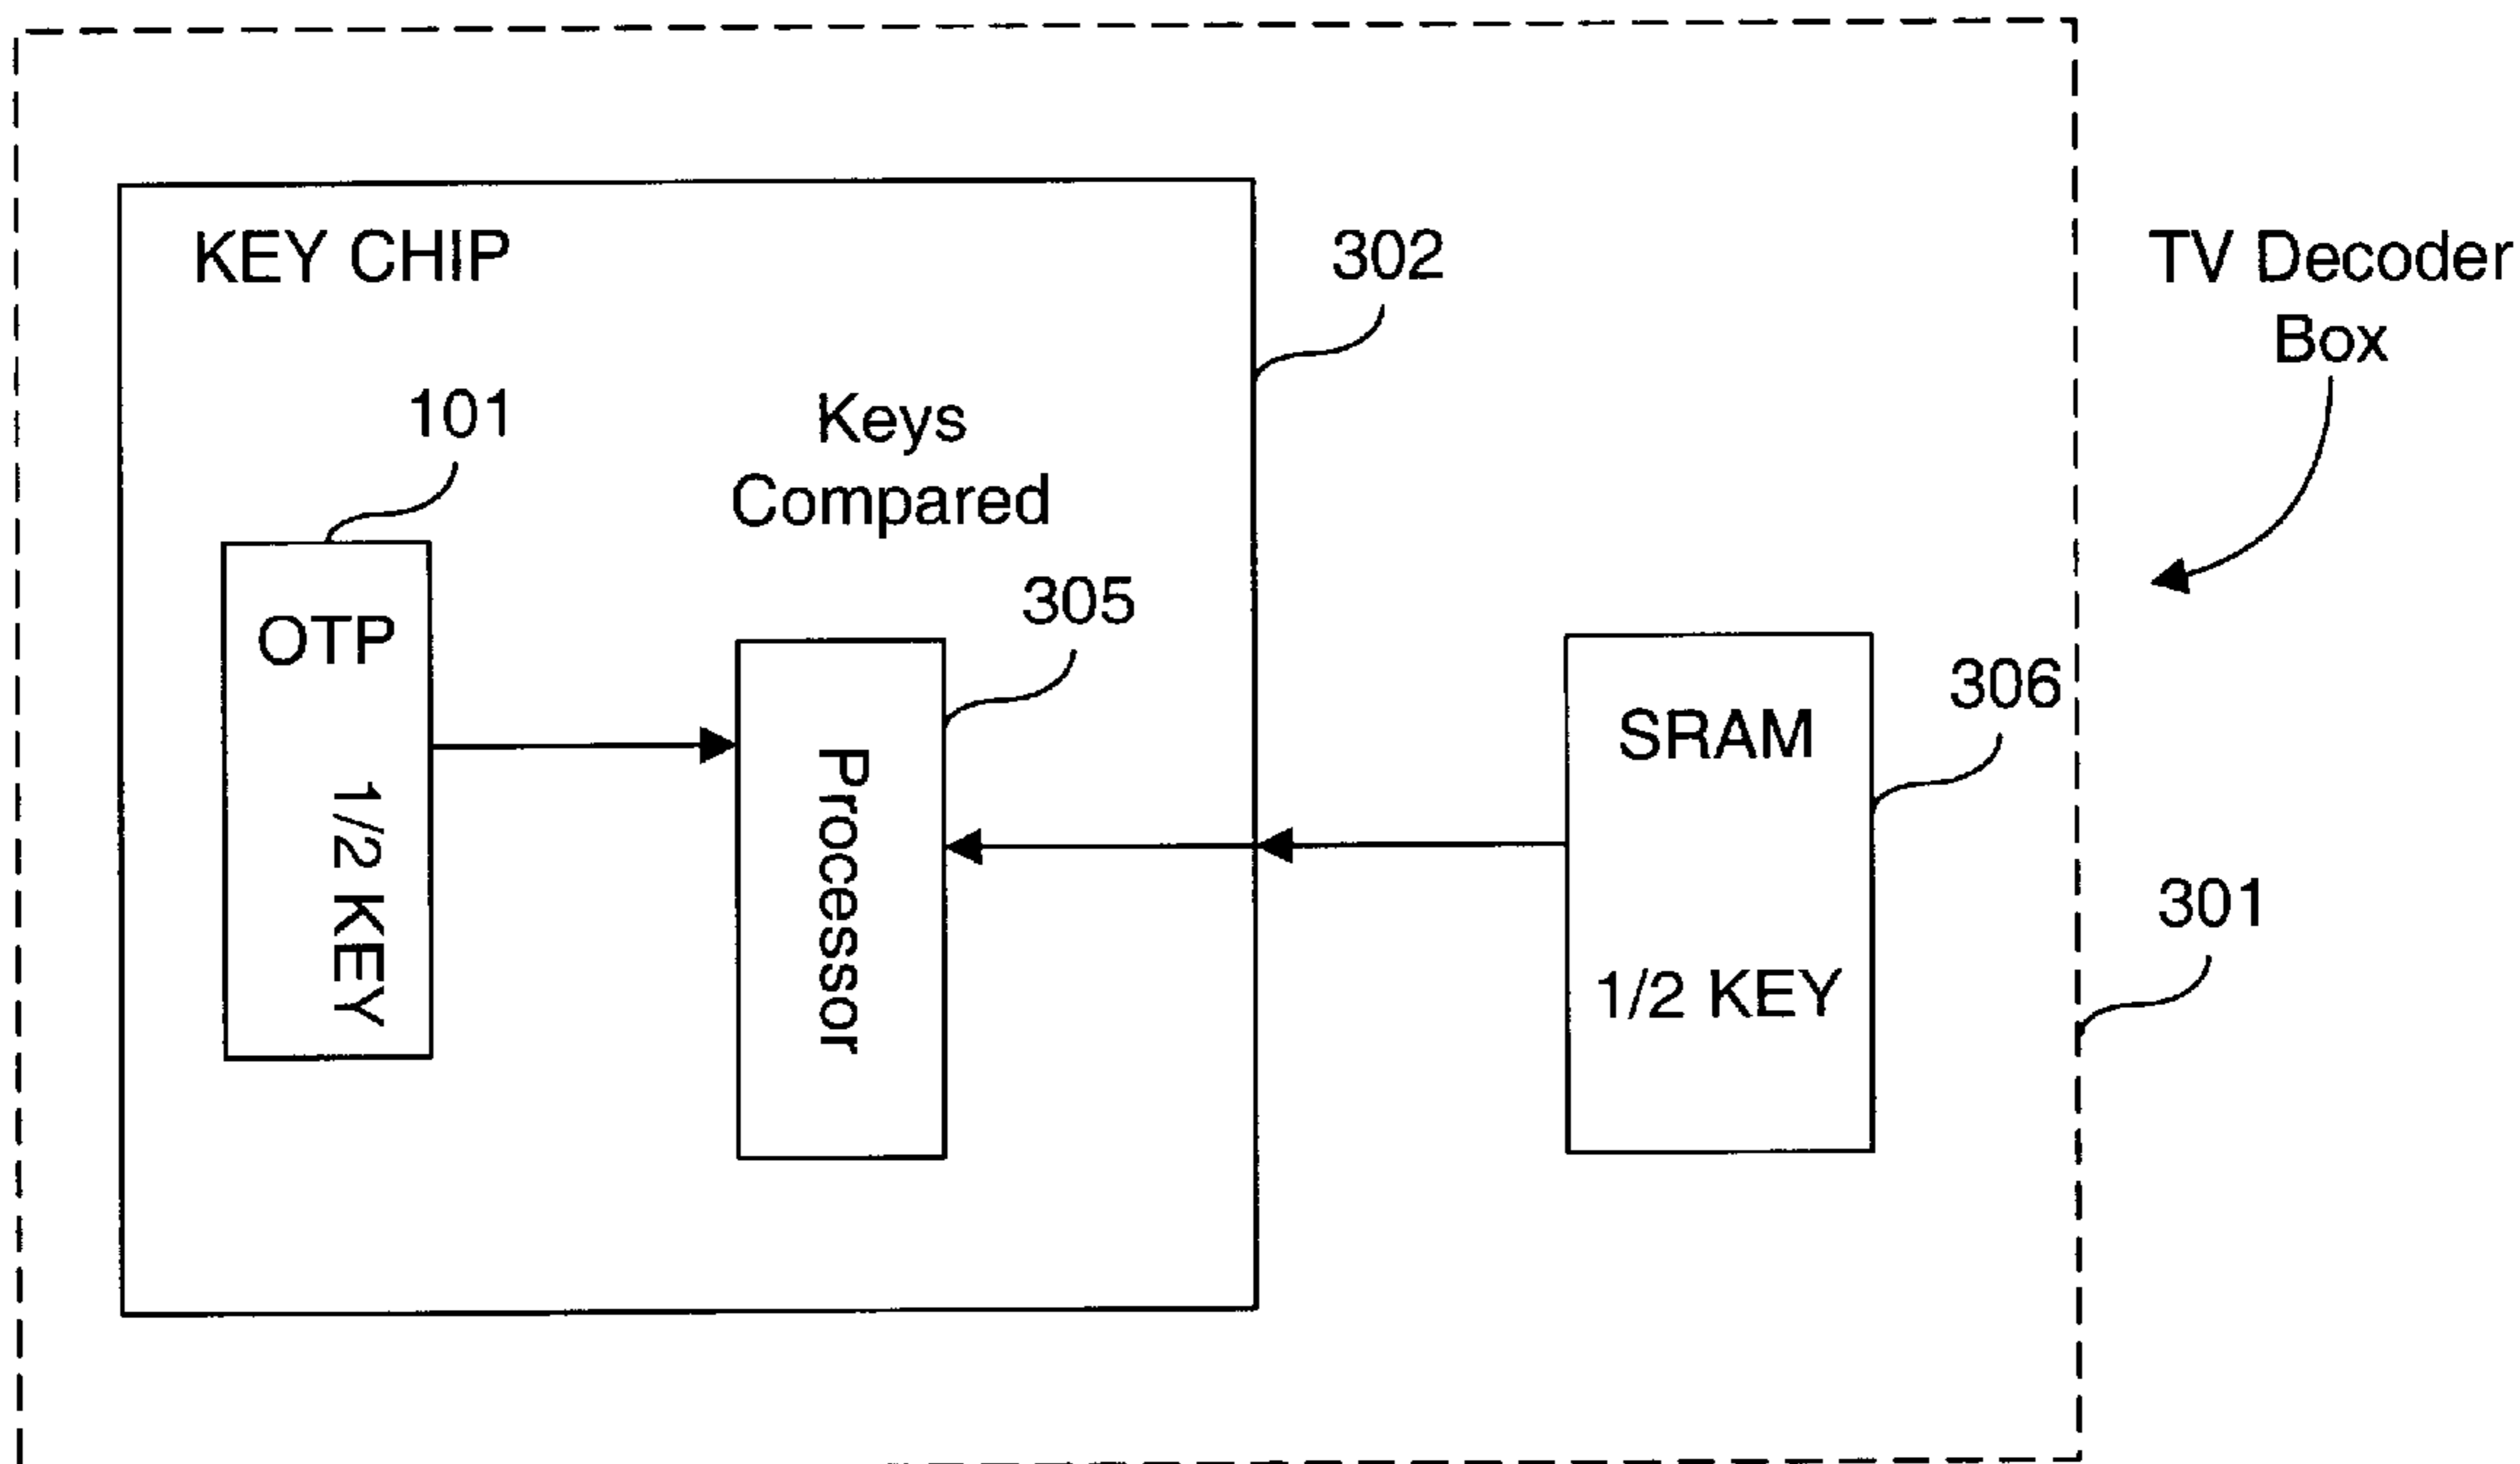 KEY CHIP
302
TV Decoder
Box
101
Keys
Compared
305
OTP
1/2 KEY
Processor
306
SRAM
1/2 KEY
301